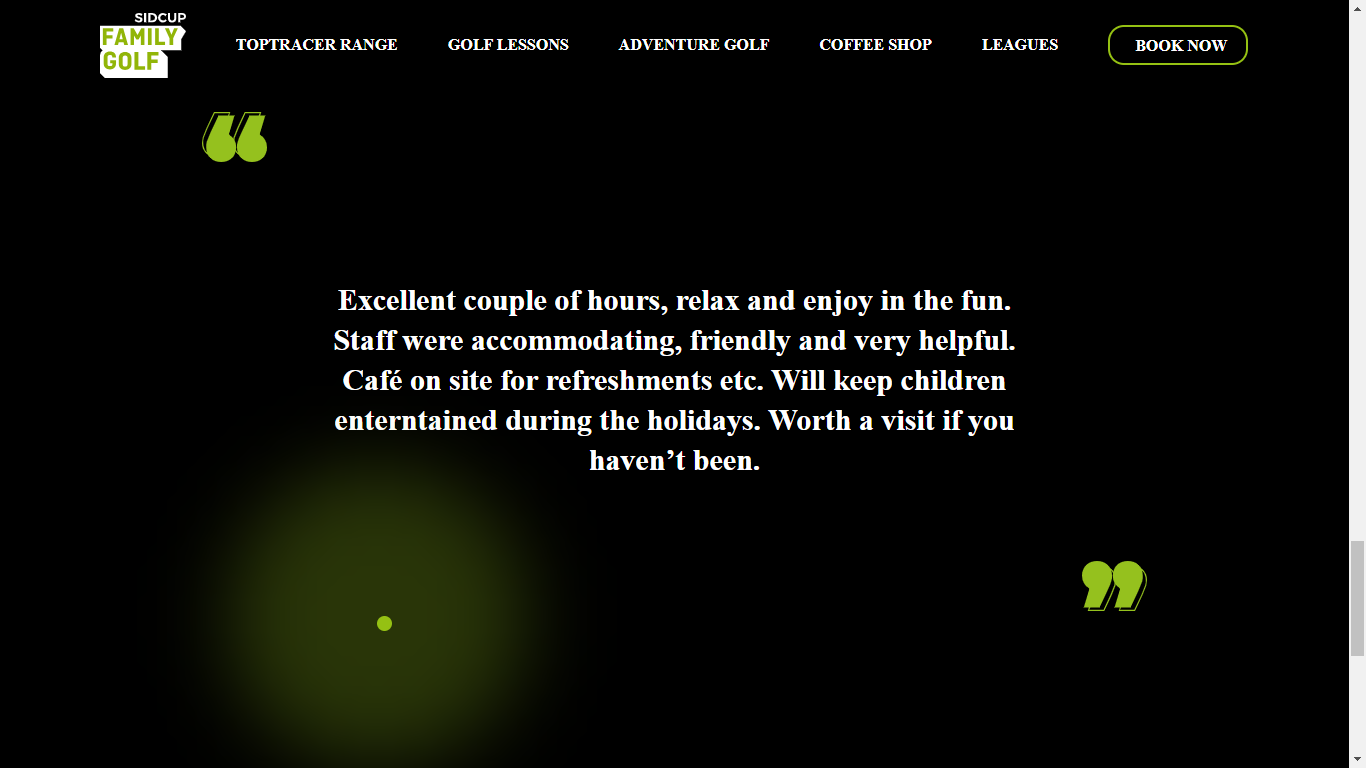 SIDCUP
FAMILY
GOLF
TOPTRACER RANGE
GOLF LESSONS
ADVENTURE GOLF
COFFEE SHOP
LEAGUES
BOOK NOW
Excellent couple of hours, relax and enjoy in the fun.
Staff were accommodating, friendly and very helpful.
Café on site for refreshments etc. Will keep children
enterntained during the holidays. Worth a visit if you
haven’t been.